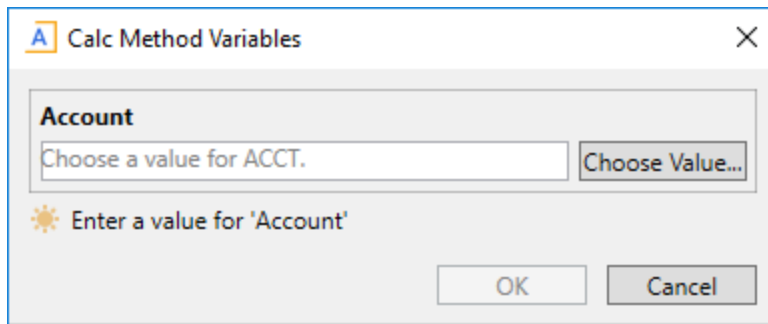 A Calc Method Variables
Account
Choose a value for ACCT. Choose Value...
Enter a value for 'Account'
OK Cancel